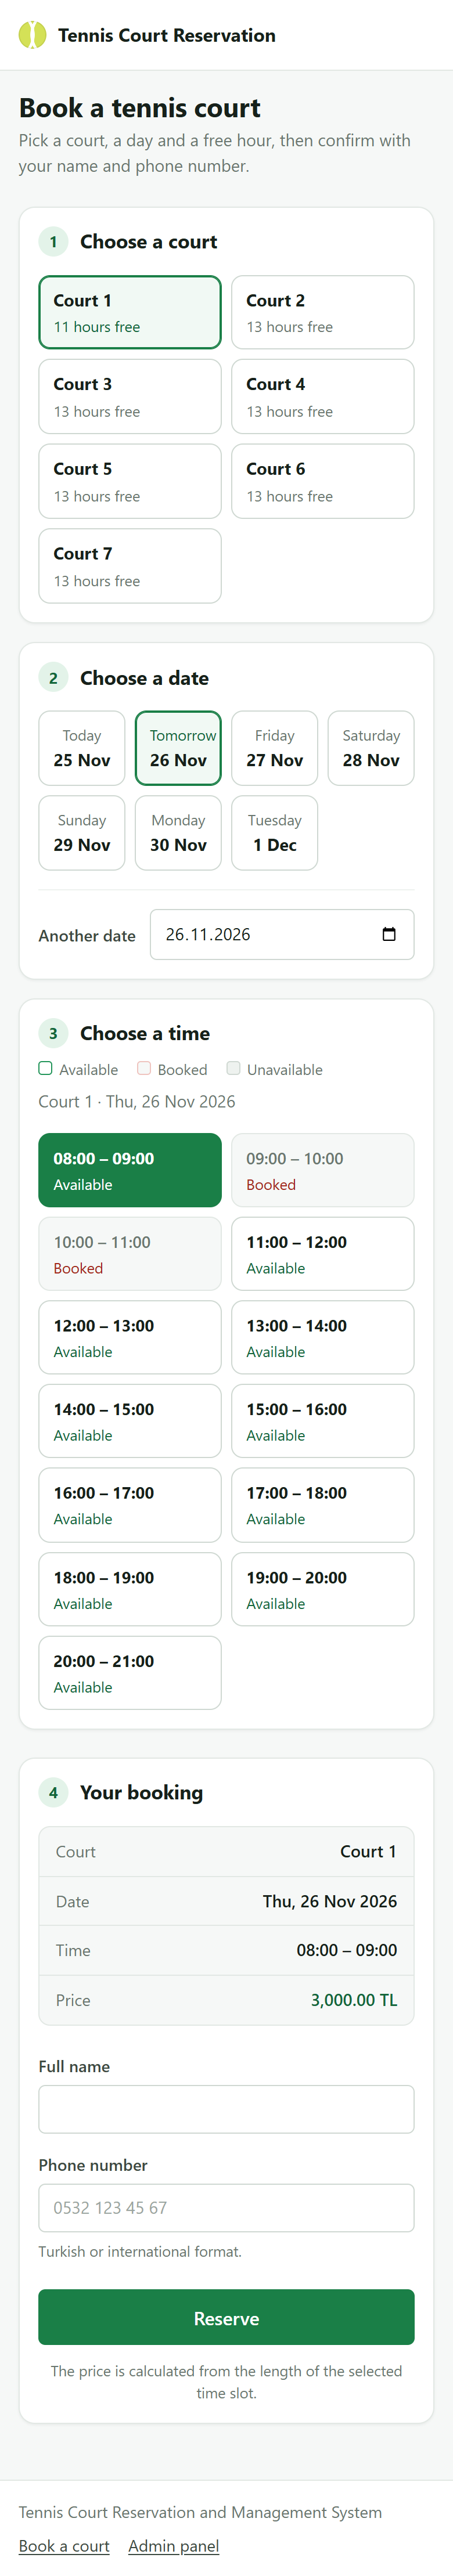 Tennis Court Reservation
Book a tennis court
Pick a court, a day and a free hour, then confirm with
your name and phone number.
1 Choose a court
Court 1
11 hours free
Court 2
13 hours free
Court 3
13 hours free
Court 4
13 hours free
Court 5
13 hours free
Court 6
13 hours free
Court 7
13 hours free
2 Choose a date
Today
25 Nov
Tomorrow
26 Nov
Friday
27 Nov
Saturday
28 Nov
Sunday
29 Nov
Monday
30 Nov
Tuesday
1 Dec
Another date 26.11.2026
3 Choose a time
Available Booked Unavailable
Court 1 · Thu, 26 Nov 2026
08:00 – 09:00
Available
09:00 – 10:00
Booked
10:00 – 11:00
Booked
11:00 – 12:00
Available
12:00 – 13:00
Available
13:00 – 14:00
Available
14:00 – 15:00
Available
15:00 – 16:00
Available
16:00 – 17:00
Available
17:00 – 18:00
Available
18:00 – 19:00
Available
19:00 – 20:00
Available
20:00 – 21:00
Available
4 Your booking
Court Court 1
Date Thu, 26 Nov 2026
Time 08:00 – 09:00
Price 3,000.00 TL
Full name
Phone number
0532 123 45 67
Turkish or international format.
Reserve
The price is calculated from the length of the selected
time slot.
Tennis Court Reservation and Management System
Book a court Admin panel